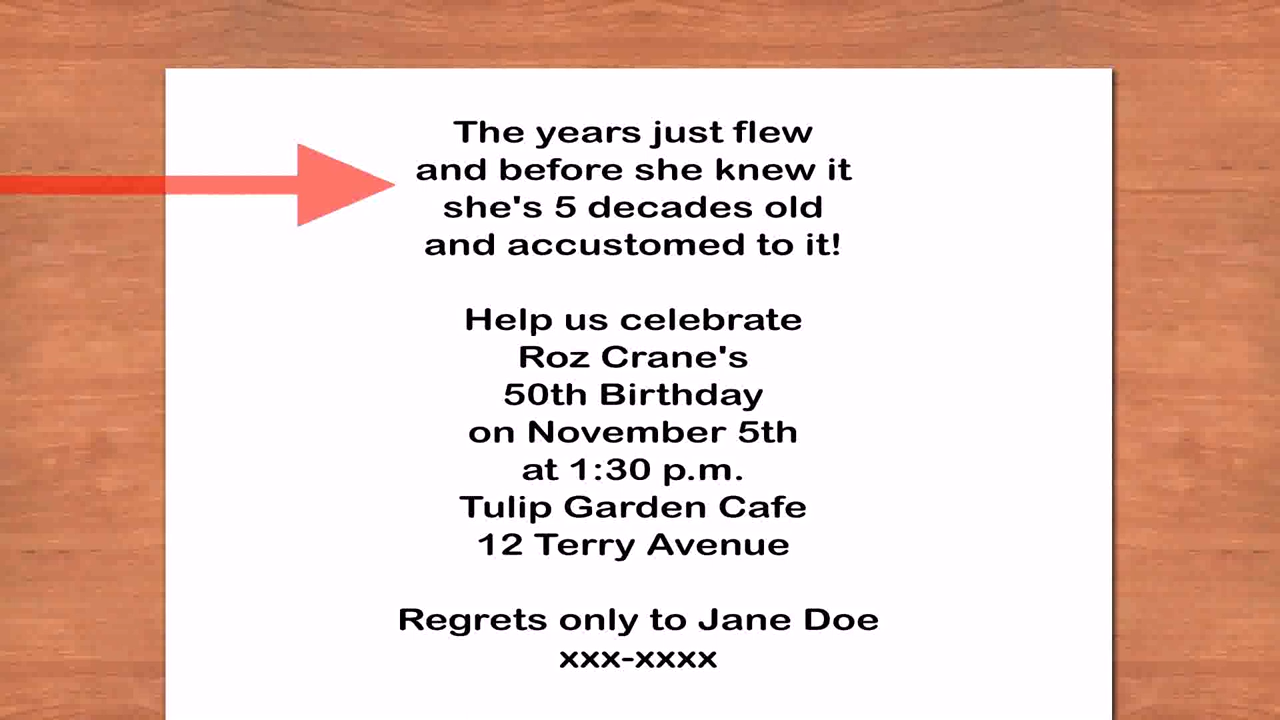 The years just flew
and before she knew it
she's 5 decades old
and accustomed to it!
Help us celebrate
Roz Crane's
50th Birthday
on November 5th
at 1:30 p.m.
Tulip Garden Cafe
12 Terry Avenue
Regrets only to Jane Doe
xxx-xxxx